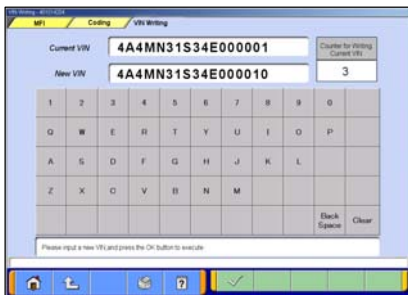 MFI / Coding / VIN Writing
Current VIN 4A4MN31S34E000001 Counter for Writing Current VIN
New VIN 4A4MN31S34E000010 3
1 2 3 4 5 6 7 8 9 0
Q W E R T Y U I O P
A S D F G H J K L
Z X C V B N M
Back Space Clear
Please input a new VIN,and press the OK button to execute
?